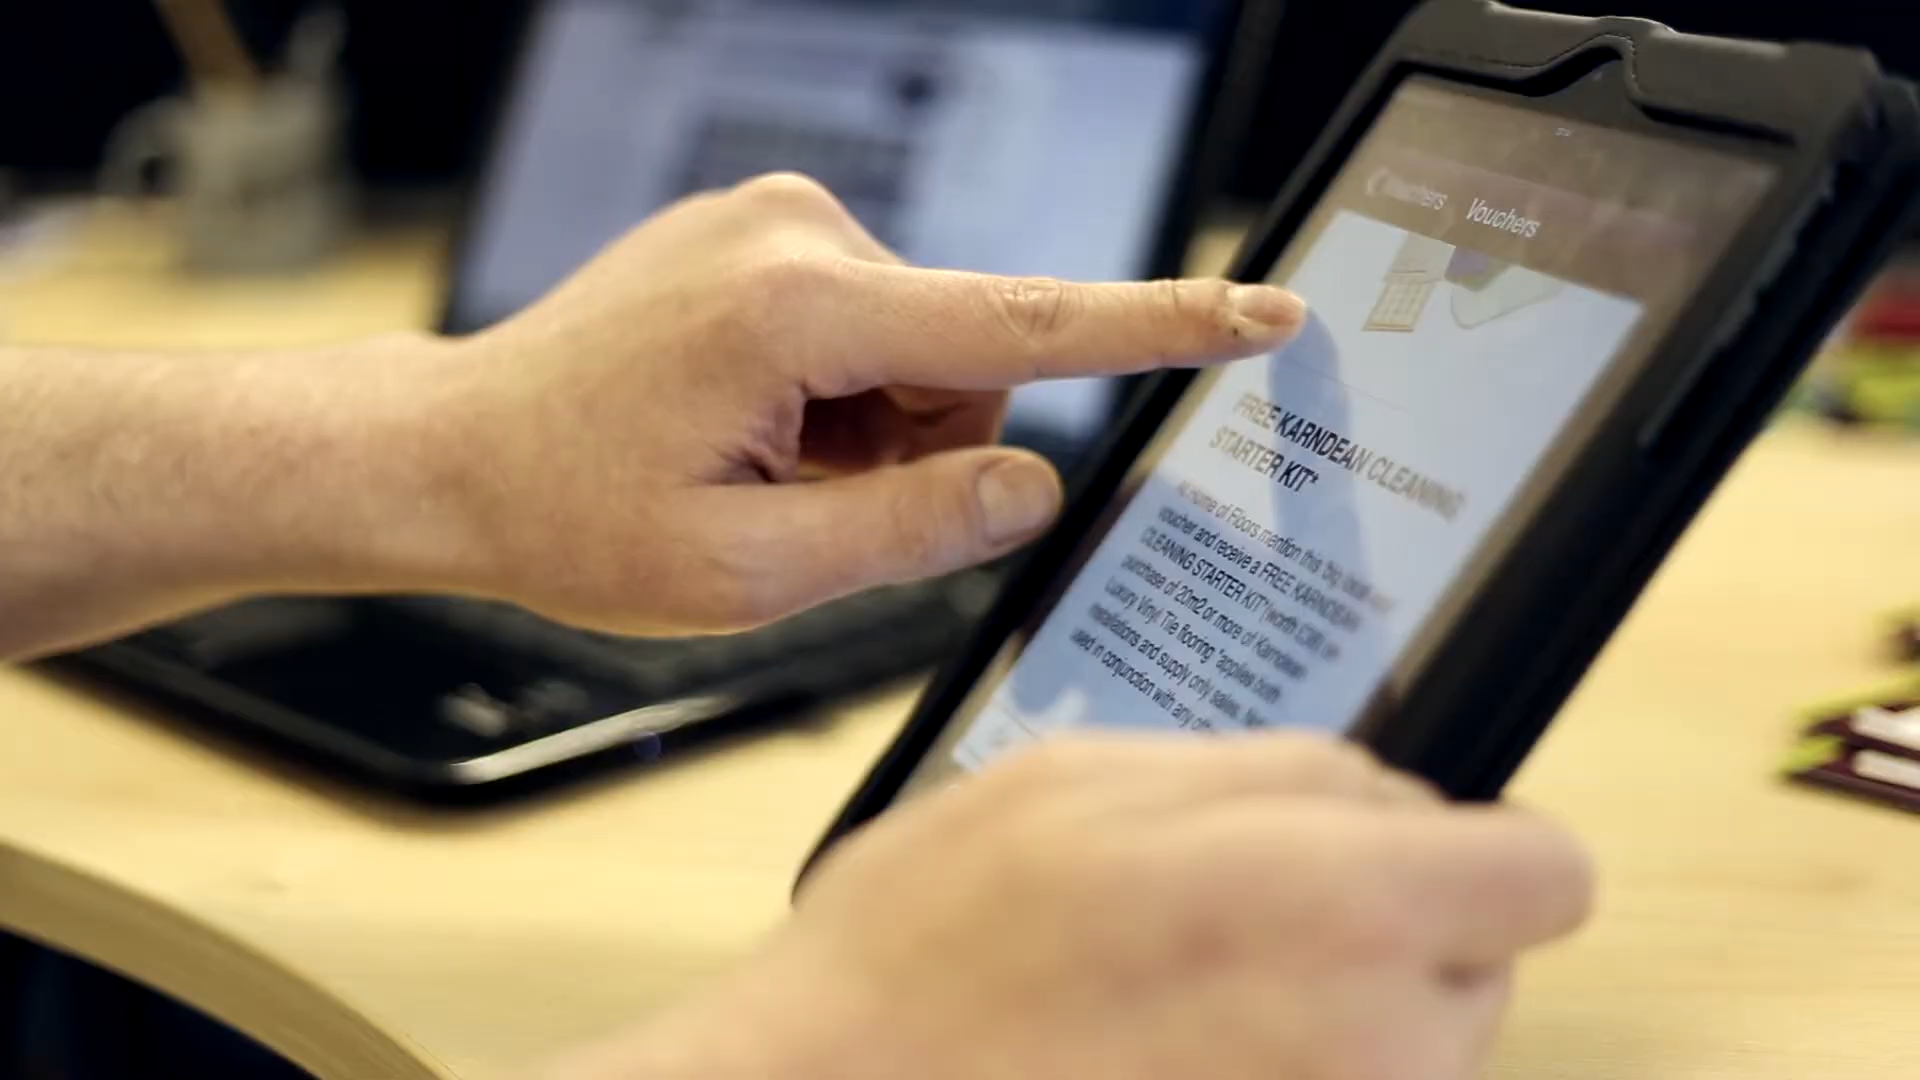 Vouchers Vouchers
FREE KARNDEAN CLEANING
STARTER KIT*
At Home of Floors mention this big
voucher and receive a FREE KARNDEAN
CLEANING STARTER KIT* (worth
purchase of 20m2 or more of Karndean
Luxury Vinyl Tile flooring *applies both
installations and supply only sales.
used in conjunction with any